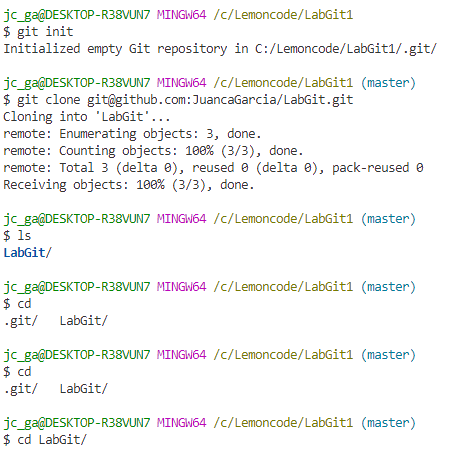 jc_ga@DESKTOP-R38VUN7 MINGW64 /c/Lemoncode/LabGit1
$ git init
Initialized empty Git repository in C:/Lemoncode/LabGit1/.git/
jc_ga@DESKTOP-R38VUN7 MINGW64 /c/Lemoncode/LabGit1 (master)
$ git clone git@github.com:JuancaGarcia/LabGit.git
Cloning into 'LabGit'...
remote: Enumerating objects: 3, done.
remote: Counting objects: 100% (3/3), done.
remote: Total 3 (delta 0), reused 0 (delta 0), pack-reused 0
Receiving objects: 100% (3/3), done.
jc_ga@DESKTOP-R38VUN7 MINGW64 /c/Lemoncode/LabGit1 (master)
$ ls
LabGit/
jc_ga@DESKTOP-R38VUN7 MINGW64 /c/Lemoncode/LabGit1 (master)
$ cd
.git/   LabGit/
jc_ga@DESKTOP-R38VUN7 MINGW64 /c/Lemoncode/LabGit1 (master)
$ cd
.git/   LabGit/
jc_ga@DESKTOP-R38VUN7 MINGW64 /c/Lemoncode/LabGit1 (master)
$ cd LabGit/